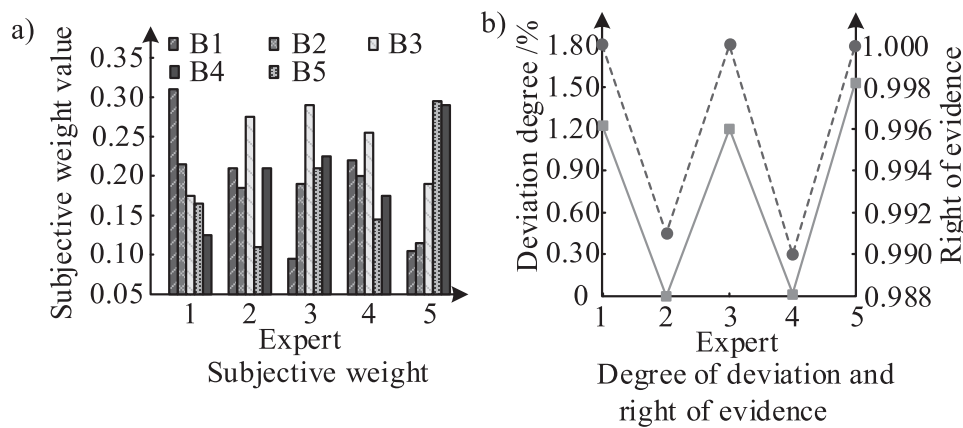 a)
B1 B2 B3
B4 B5
Subjective weight value
0.35
0.30
0.25
0.20
0.15
0.10
0.05
1 2 3 4 5
Expert
Subjective weight
b)
Deviation degree /%
1.80
1.50
1.20
0.90
0.60
0.30
0
1.000
0.998
0.996
0.994
0.992
0.990
0.988
Right of evidence
1 2 3 4 5
Expert
Degree of deviation and
right of evidence